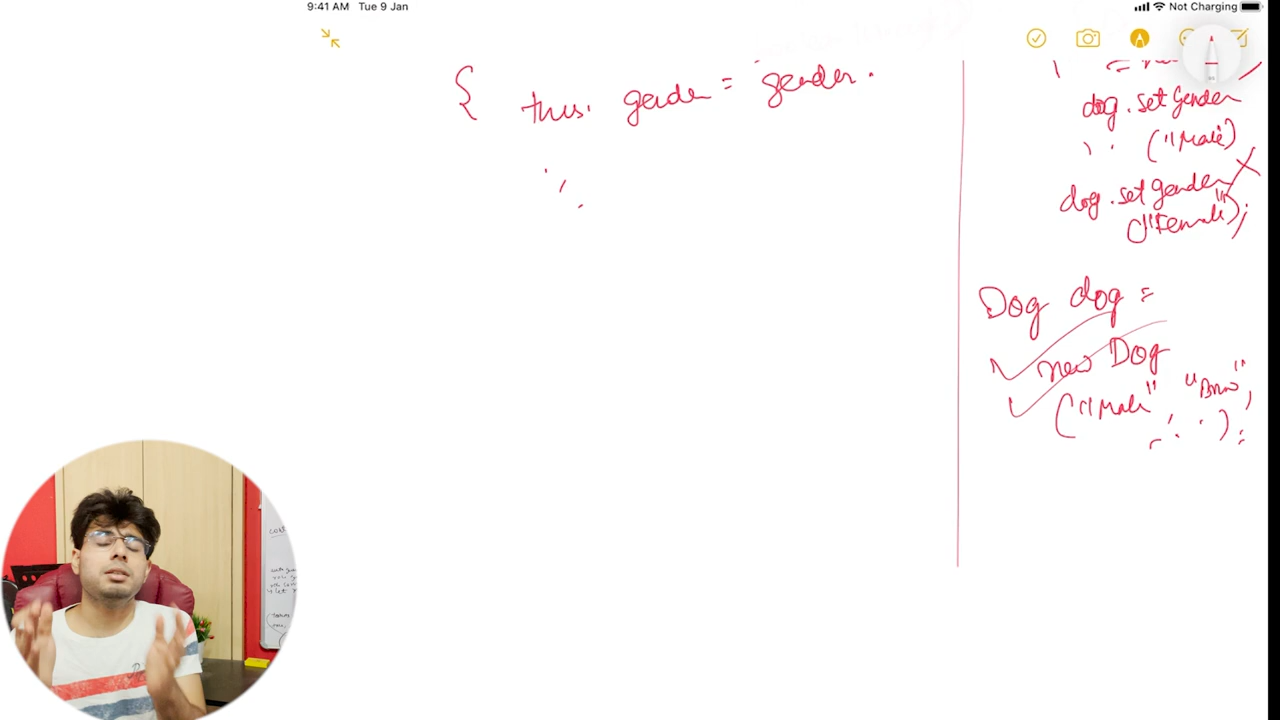 9:41 AM Tue 9 Jan
Not Charging
{ this. gender = gender.
dog.set Gender
("Male")
dog.set gender
("Female");
Dog dog =
new Dog
("Male"